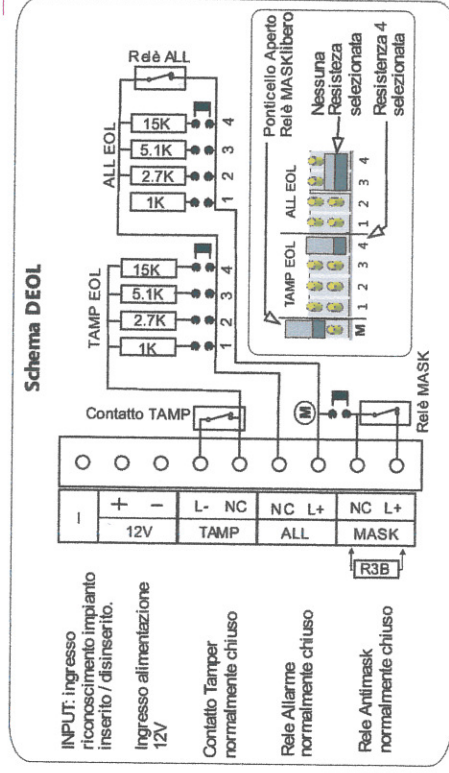 Schema DEOL
INPUT: ingresso
riconoscimento impianto
inserito / disinserito.
Ingresso alimentazione
12V
Contatto Tamper
normalmente chiuso
Rele Allarme
normalmente chiuso
Rele Antimask
normalmente chiuso
I
+ -
12V
L- NC
TAMP
NC L+
ALL
NC L+
MASK
R3B
Contatto TAMP
TAMP EOL
1K
2.7K
5.1K
15K
1 2 3 4
ALL EOL
1K
2.7K
5.1K
15K
1 2 3 4
Relè ALL
M
Relè MASK
Ponticello Aperto
Relè MASKlibero
Nessuna
Resisteza
selezionata
Resistenza 4
selezionata
TAMP EOL
ALL EOL
M 1 2 3 4 1 2 3 4